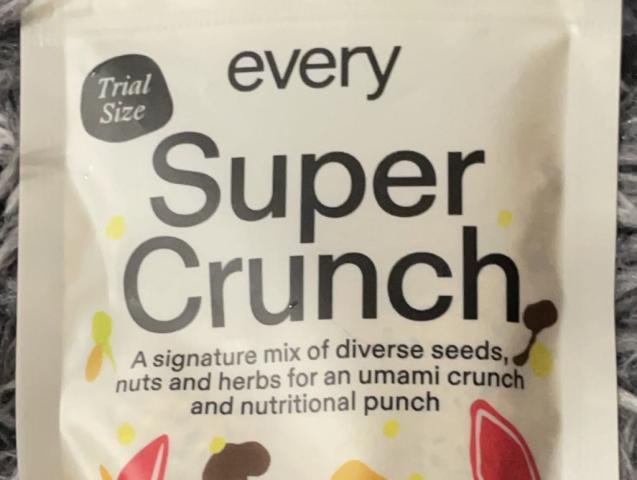 every
Trial
Size
Super
Crunch
A signature mix of diverse seeds,
nuts and herbs for an umami crunch
and nutritional punch